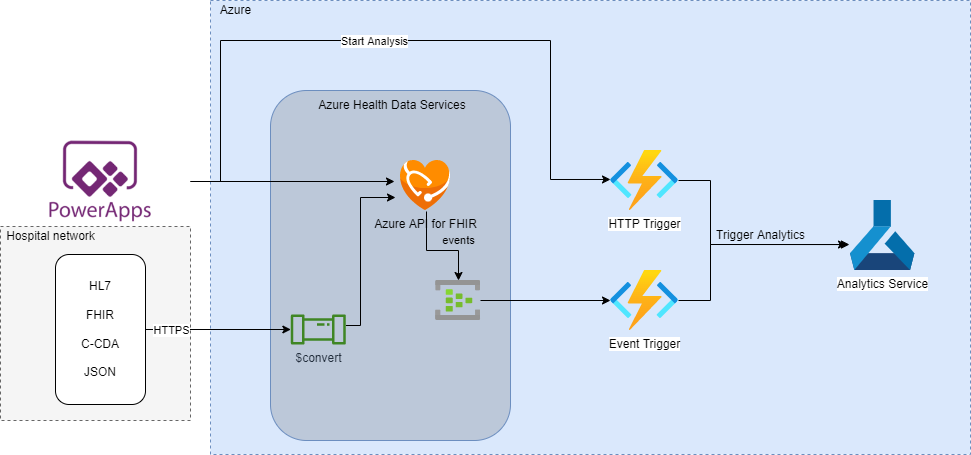 Azure
Start Analysis
Azure Health Data Services
PowerApps
Azure API for FHIR
events
HTTP Trigger
Trigger Analytics
Hospital network
HL7
FHIR
C-CDA
JSON
HTTPS
$convert
Event Trigger
Analytics Service